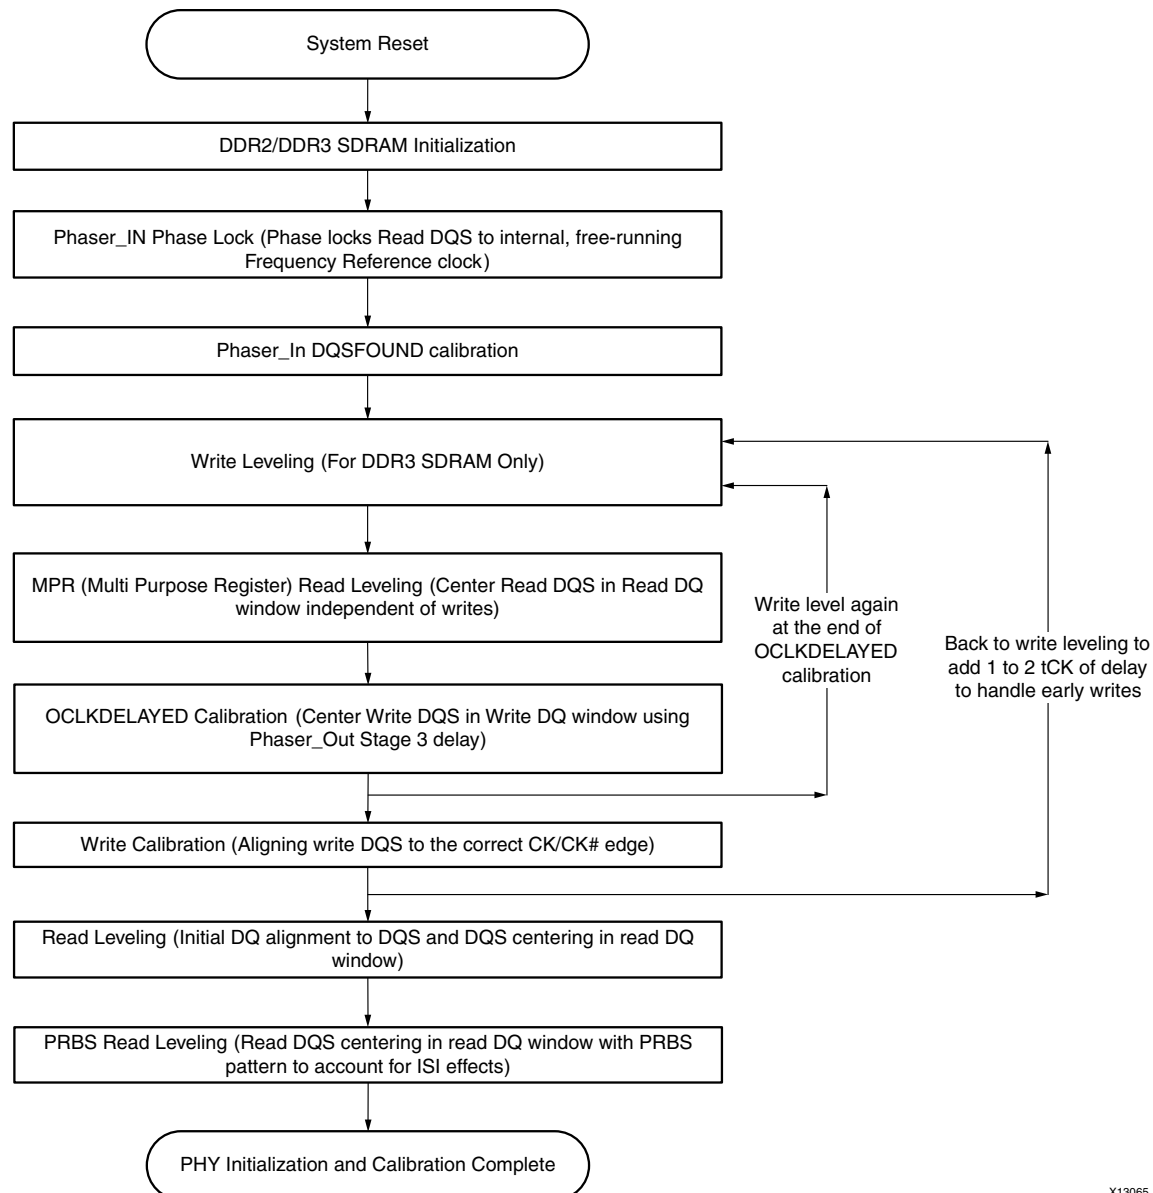 System Reset
DDR2/DDR3 SDRAM Initialization
Phaser_IN Phase Lock (Phase locks Read DQS to internal, free-running
Frequency Reference clock)
Phaser_In DQSFOUND calibration
Write Leveling (For DDR3 SDRAM Only)
MPR (Multi Purpose Register) Read Leveling (Center Read DQS in Read DQ
window independent of writes)
Write level again
at the end of
OCLKDELAYED
calibration
Back to write leveling to
add 1 to 2 tCK of delay
to handle early writes
OCLKDELAYED Calibration (Center Write DQS in Write DQ window using
Phaser_Out Stage 3 delay)
Write Calibration (Aligning write DQS to the correct CK/CK# edge)
Read Leveling (Initial DQ alignment to DQS and DQS centering in read DQ
window)
PRBS Read Leveling (Read DQS centering in read DQ window with PRBS
pattern to account for ISI effects)
PHY Initialization and Calibration Complete
X13065